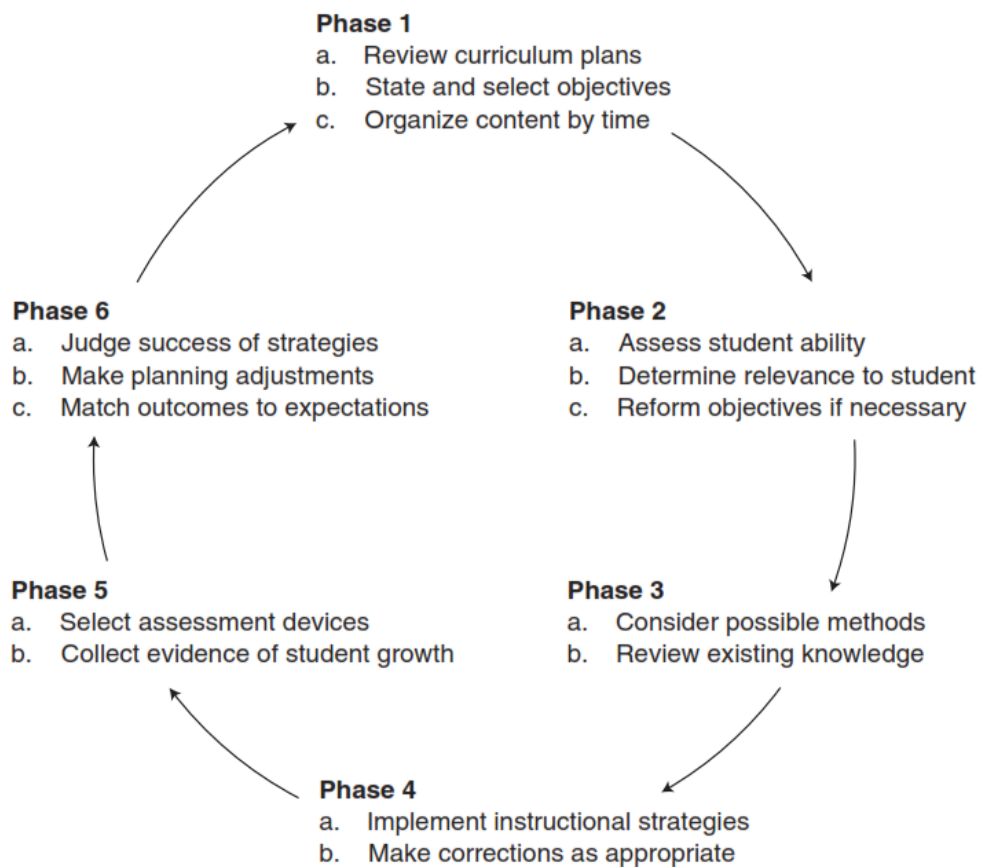 Phase 1
a. Review curriculum plans
b. State and select objectives
c. Organize content by time
Phase 2
a. Assess student ability
b. Determine relevance to student
c. Reform objectives if necessary
Phase 3
a. Consider possible methods
b. Review existing knowledge
Phase 4
a. Implement instructional strategies
b. Make corrections as appropriate
Phase 5
a. Select assessment devices
b. Collect evidence of student growth
Phase 6
a. Judge success of strategies
b. Make planning adjustments
c. Match outcomes to expectations